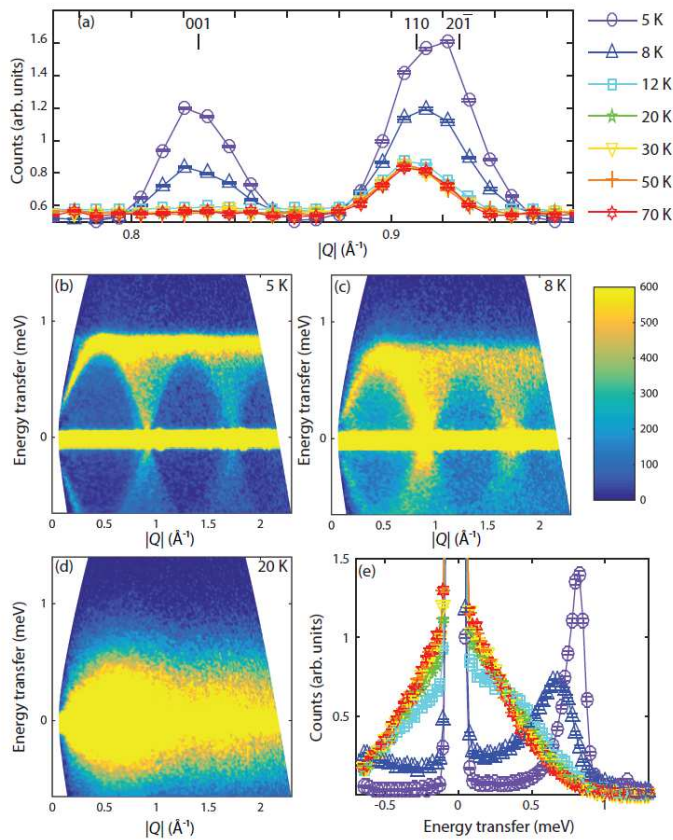 (a)
001
110 201̅
1.6
1.4
1.2
1.0
0.8
0.6
Counts (arb. units)
0.8
0.9
|Q| (Å⁻¹)
5 K
8 K
12 K
20 K
30 K
50 K
70 K
(b)
5 K
Energy transfer (meV)
1
0
0 0.5 1 1.5 2
|Q| (Å⁻¹)
(c)
8 K
Energy transfer (meV)
1
0
0 0.5 1 1.5 2
|Q| (Å⁻¹)
600
500
400
300
200
100
0
(d)
20 K
Energy transfer (meV)
1
0
0 0.5 1 1.5 2
|Q| (Å⁻¹)
(e)
Counts (arb. units)
1.5
1
0.5
-0.5 0 0.5 1
Energy transfer (meV)